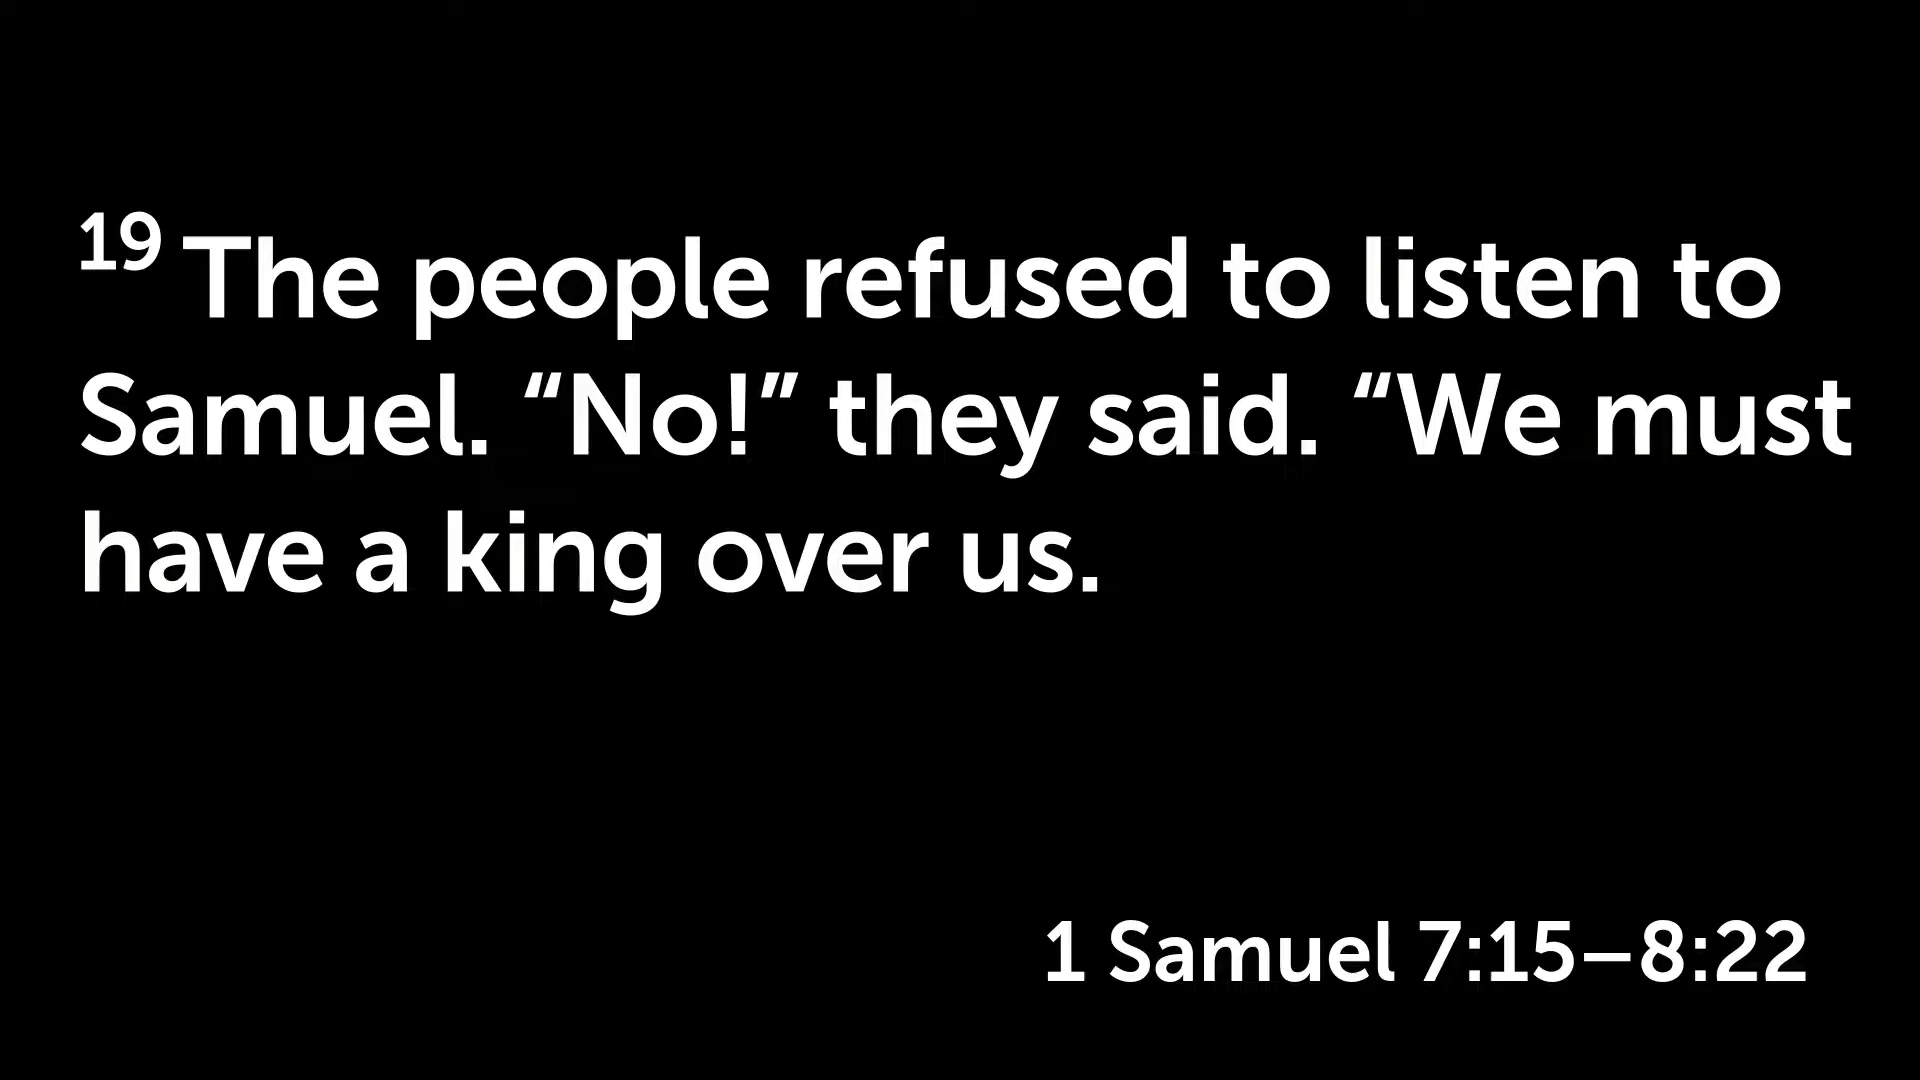 19 The people refused to listen to
Samuel. “No!” they said. “We must
have a king over us.
1 Samuel 7:15–8:22